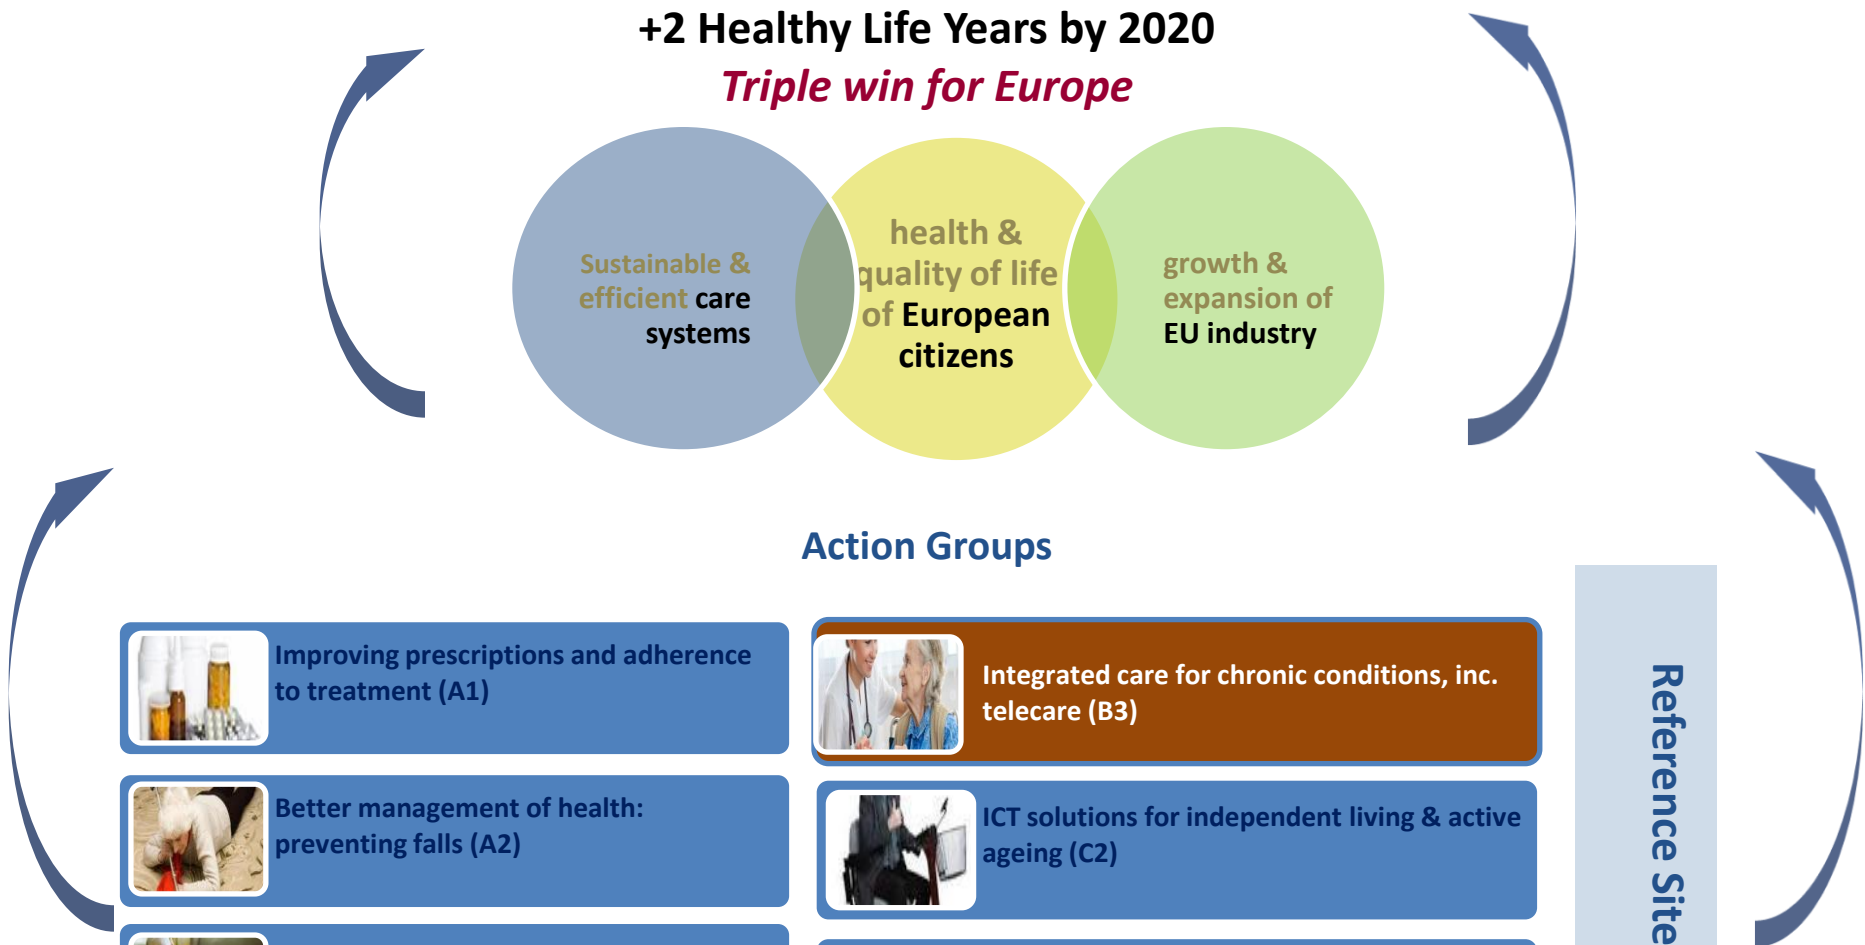 +2 Healthy Life Years by 2020
Triple win for Europe
Sustainable &
efficient care
systems
health &
quality of life
of European
citizens
growth &
expansion of
EU industry
Action Groups
Improving prescriptions and adherence
to treatment (A1)
Integrated care for chronic conditions, inc.
telecare (B3)
Better management of health:
preventing falls (A2)
ICT solutions for independent living & active
ageing (C2)
Reference Site